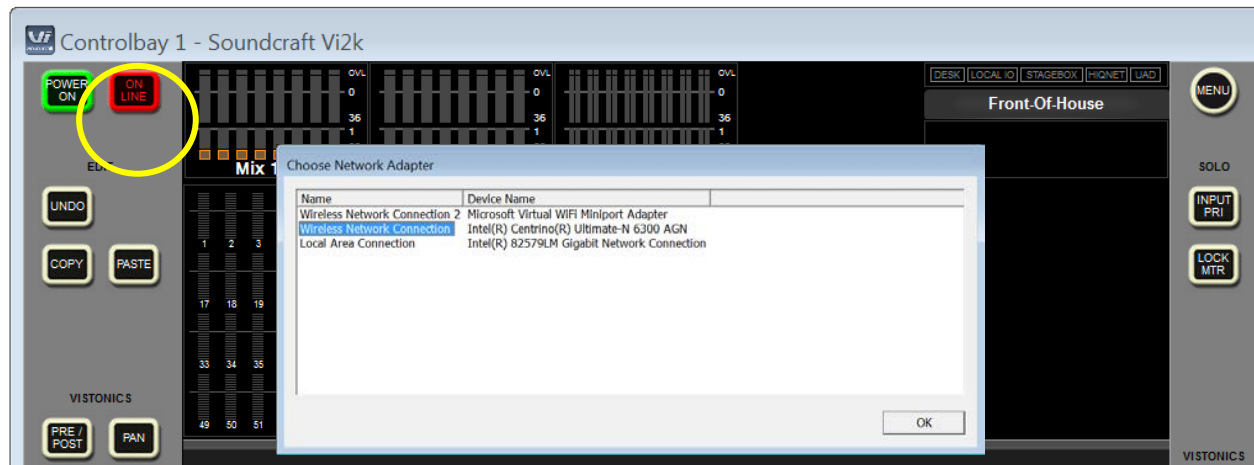 Vi
Controlbay 1 - Soundcraft Vi2k
POWER
ON
ON
LINE
OVL
0
36
1
OVL
0
36
1
OVL
0
36
1
DESK LOCAL IO STAGEBOX HIQNET UAD
Front-Of-House
MENU
Mix 1
Choose Network Adapter
Name Device Name
Wireless Network Connection 2 Microsoft Virtual WiFi Miniport Adapter
Wireless Network Connection Intel(R) Centrino(R) Ultimate-N 6300 AGN
Local Area Connection Intel(R) 82579LM Gigabit Network Connection
OK
EDIT
UNDO
COPY PASTE
VISTONICS
PRE /
POST
PAN
1 2 3
17 18 19
33 34 35
49 50 51
SOLO
INPUT
PRI
LOCK
MTR
VISTONICS